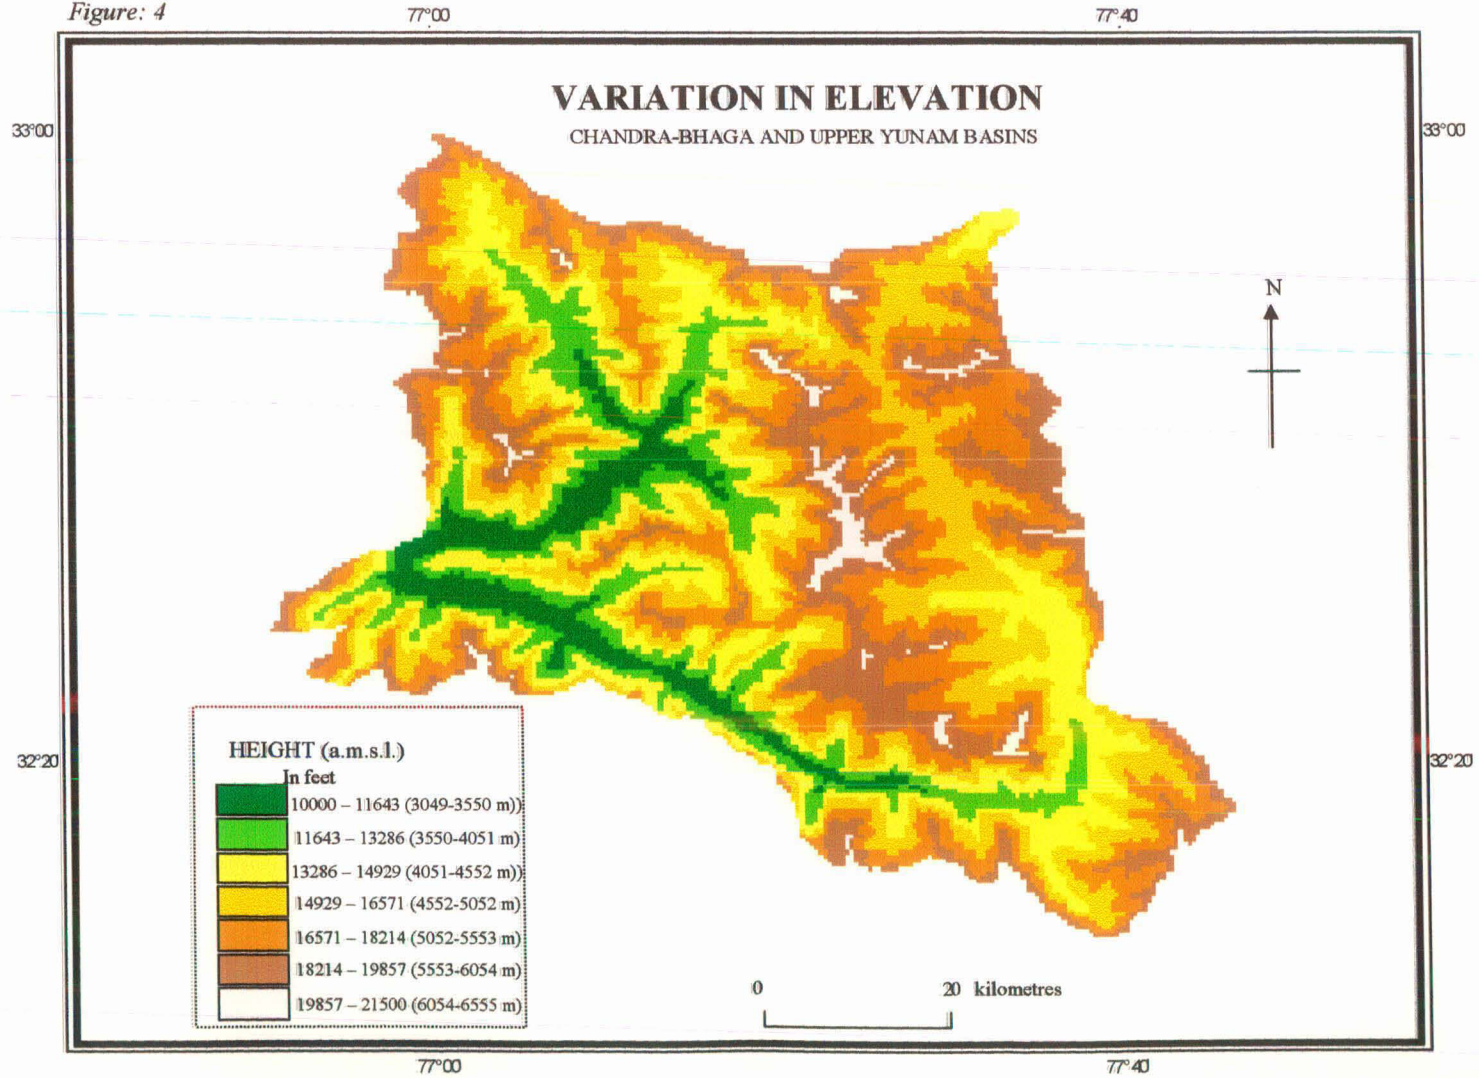 Figure: 4
77°00
77°40
VARIATION IN ELEVATION
CHANDRA-BHAGA AND UPPER YUNAM BASINS
33°00
33°00
N
HEIGHT (a.m.s.l.)
In feet
10000 – 11643 (3049-3550 m))
11643 – 13286 (3550-4051 m)
13286 – 14929 (4051-4552 m))
14929 – 16571 (4552-5052 m)
16571 – 18214 (5052-5553 m)
18214 – 19857 (5553-6054 m)
19857 – 21500 (6054-6555 m)
32°20
32°20
0 20 kilometres
77°00
77°40